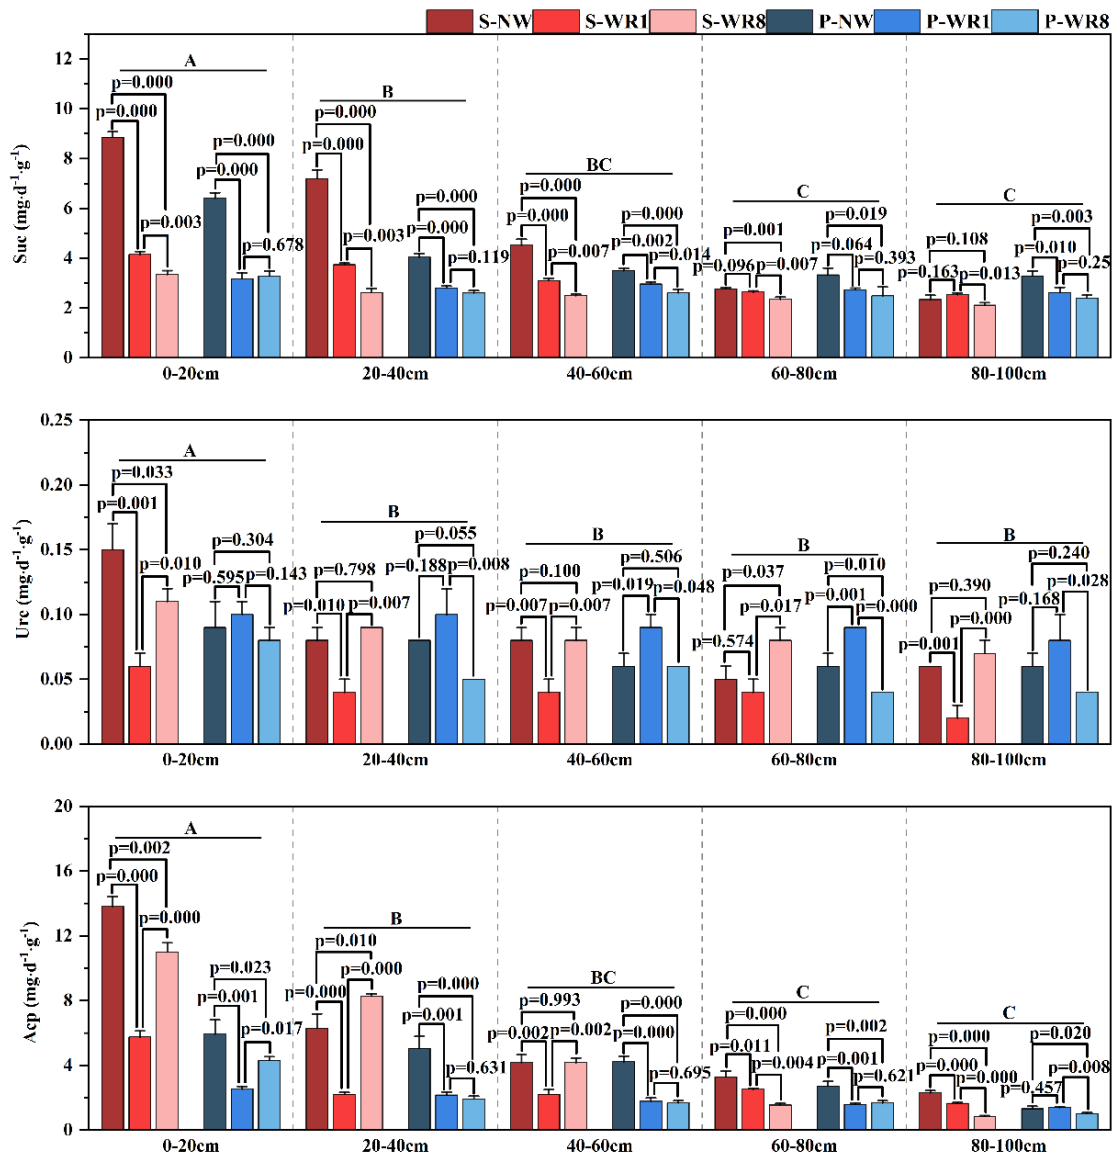 S-NW S-WR1 S-WR8 P-NW P-WR1 P-WR8
Suc (mg·d⁻¹·g⁻¹)
12
10
8
6
4
2
0
A
p=0.000
p=0.000
p=0.003
p=0.000
p=0.000
p=0.678
B
p=0.000
p=0.000
p=0.003
p=0.000
p=0.000
p=0.119
BC
p=0.000
p=0.000
p=0.007
p=0.000
p=0.002
p=0.014
C
p=0.001
p=0.096
p=0.007
p=0.019
p=0.064
p=0.393
C
p=0.108
p=0.163
p=0.013
p=0.003
p=0.010
p=0.25
0-20cm 20-40cm 40-60cm 60-80cm 80-100cm
Urc (mg·d⁻¹·g⁻¹)
0.25
0.20
0.15
0.10
0.05
0.00
A
p=0.033
p=0.001
p=0.010
p=0.304
p=0.595
p=0.143
B
p=0.798
p=0.010
p=0.007
p=0.055
p=0.188
p=0.008
B
p=0.100
p=0.007
p=0.007
p=0.506
p=0.019
p=0.048
B
p=0.037
p=0.574
p=0.017
p=0.010
p=0.001
p=0.000
B
p=0.390
p=0.001
p=0.000
p=0.240
p=0.168
p=0.028
0-20cm 20-40cm 40-60cm 60-80cm 80-100cm
Acp (mg·d⁻¹·g⁻¹)
20
16
12
8
4
0
A
p=0.002
p=0.000
p=0.000
p=0.023
p=0.001
p=0.017
B
p=0.010
p=0.000
p=0.000
p=0.000
p=0.001
p=0.631
BC
p=0.993
p=0.002
p=0.002
p=0.000
p=0.000
p=0.695
C
p=0.000
p=0.011
p=0.004
p=0.002
p=0.001
p=0.621
C
p=0.000
p=0.000
p=0.000
p=0.020
p=0.457
p=0.008
0-20cm 20-40cm 40-60cm 60-80cm 80-100cm